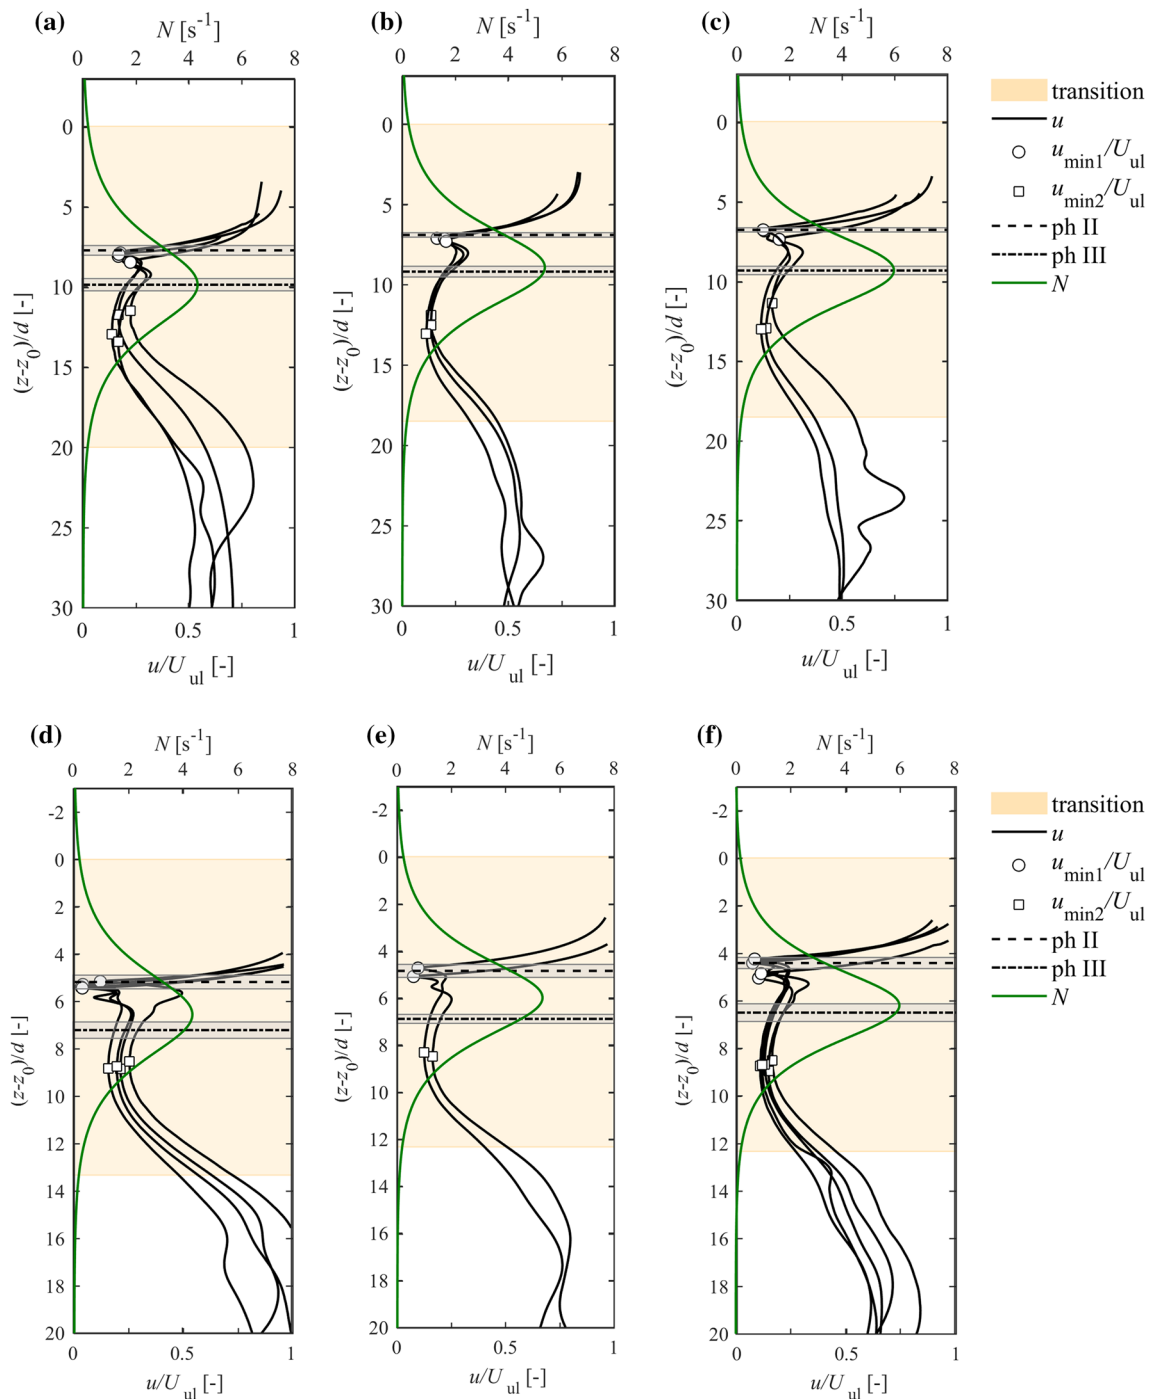 (a) N [s⁻¹]
0 2 4 6 8
0
5
10
15
20
25
30
(z-z₀)/d [-]
0 0.5 1
u/U_ul [-]
(b) N [s⁻¹]
0 2 4 6 8
0
5
10
15
20
25
30
(z-z₀)/d [-]
0 0.5 1
u/U_ul [-]
(c) N [s⁻¹]
0 2 4 6 8
0
5
10
15
20
25
30
(z-z₀)/d [-]
0 0.5 1
u/U_ul [-]
transition
u
u_min1/U_ul
u_min2/U_ul
ph II
ph III
N
(d) N [s⁻¹]
0 2 4 6 8
-2
0
2
4
6
8
10
12
14
16
18
20
(z-z₀)/d [-]
0 0.5 1
u/U_ul [-]
(e) N [s⁻¹]
0 2 4 6 8
-2
0
2
4
6
8
10
12
14
16
18
20
(z-z₀)/d [-]
0 0.5 1
u/U_ul [-]
(f) N [s⁻¹]
0 2 4 6 8
-2
0
2
4
6
8
10
12
14
16
18
20
(z-z₀)/d [-]
0 0.5 1
u/U_ul [-]
transition
u
u_min1/U_ul
u_min2/U_ul
ph II
ph III
N